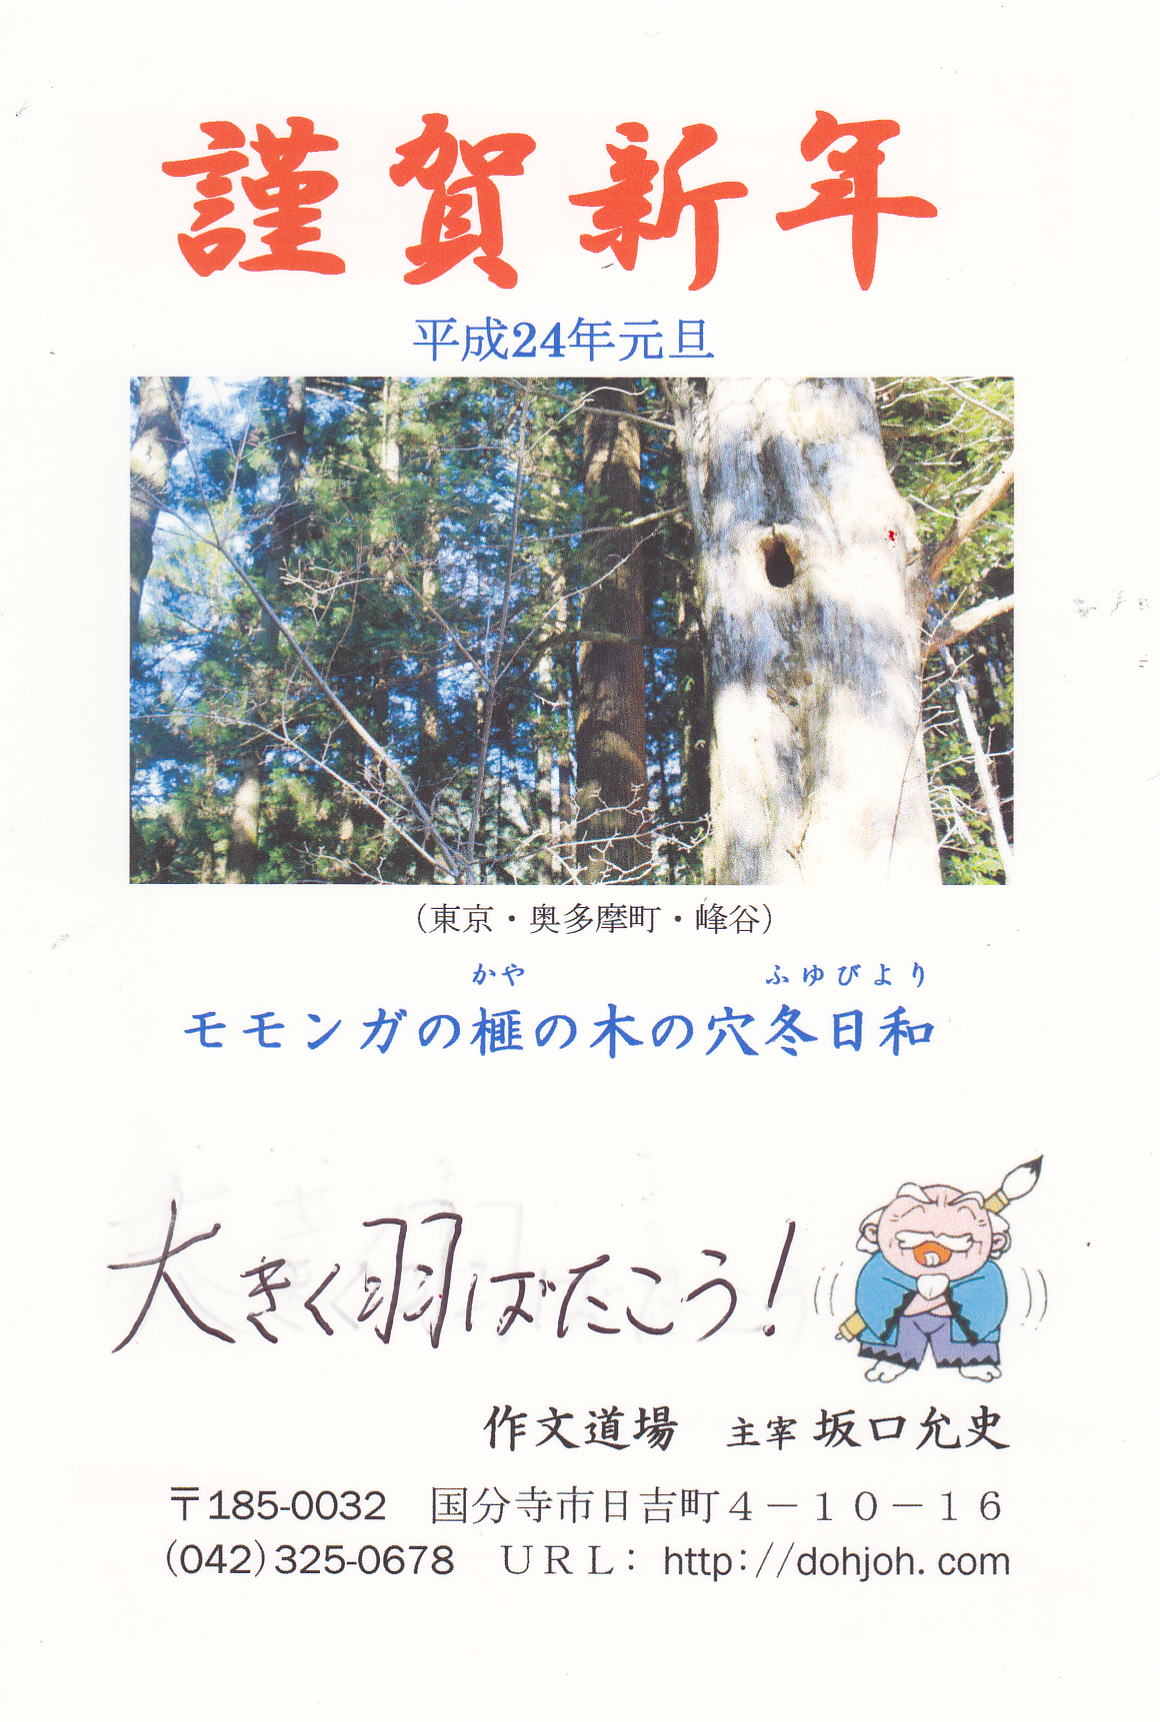 謹賀新年
平成24年元旦
（東京・奥多摩町・峰谷）
かや ふゆびより
モモンガの榧の木の穴冬日和
大きく羽ばたこう！
作文道場　主宰 坂口允史
〒185-0032　国分寺市日吉町４－１０－１６
(042)325-0678　ＵＲＬ： http://dohjoh.com